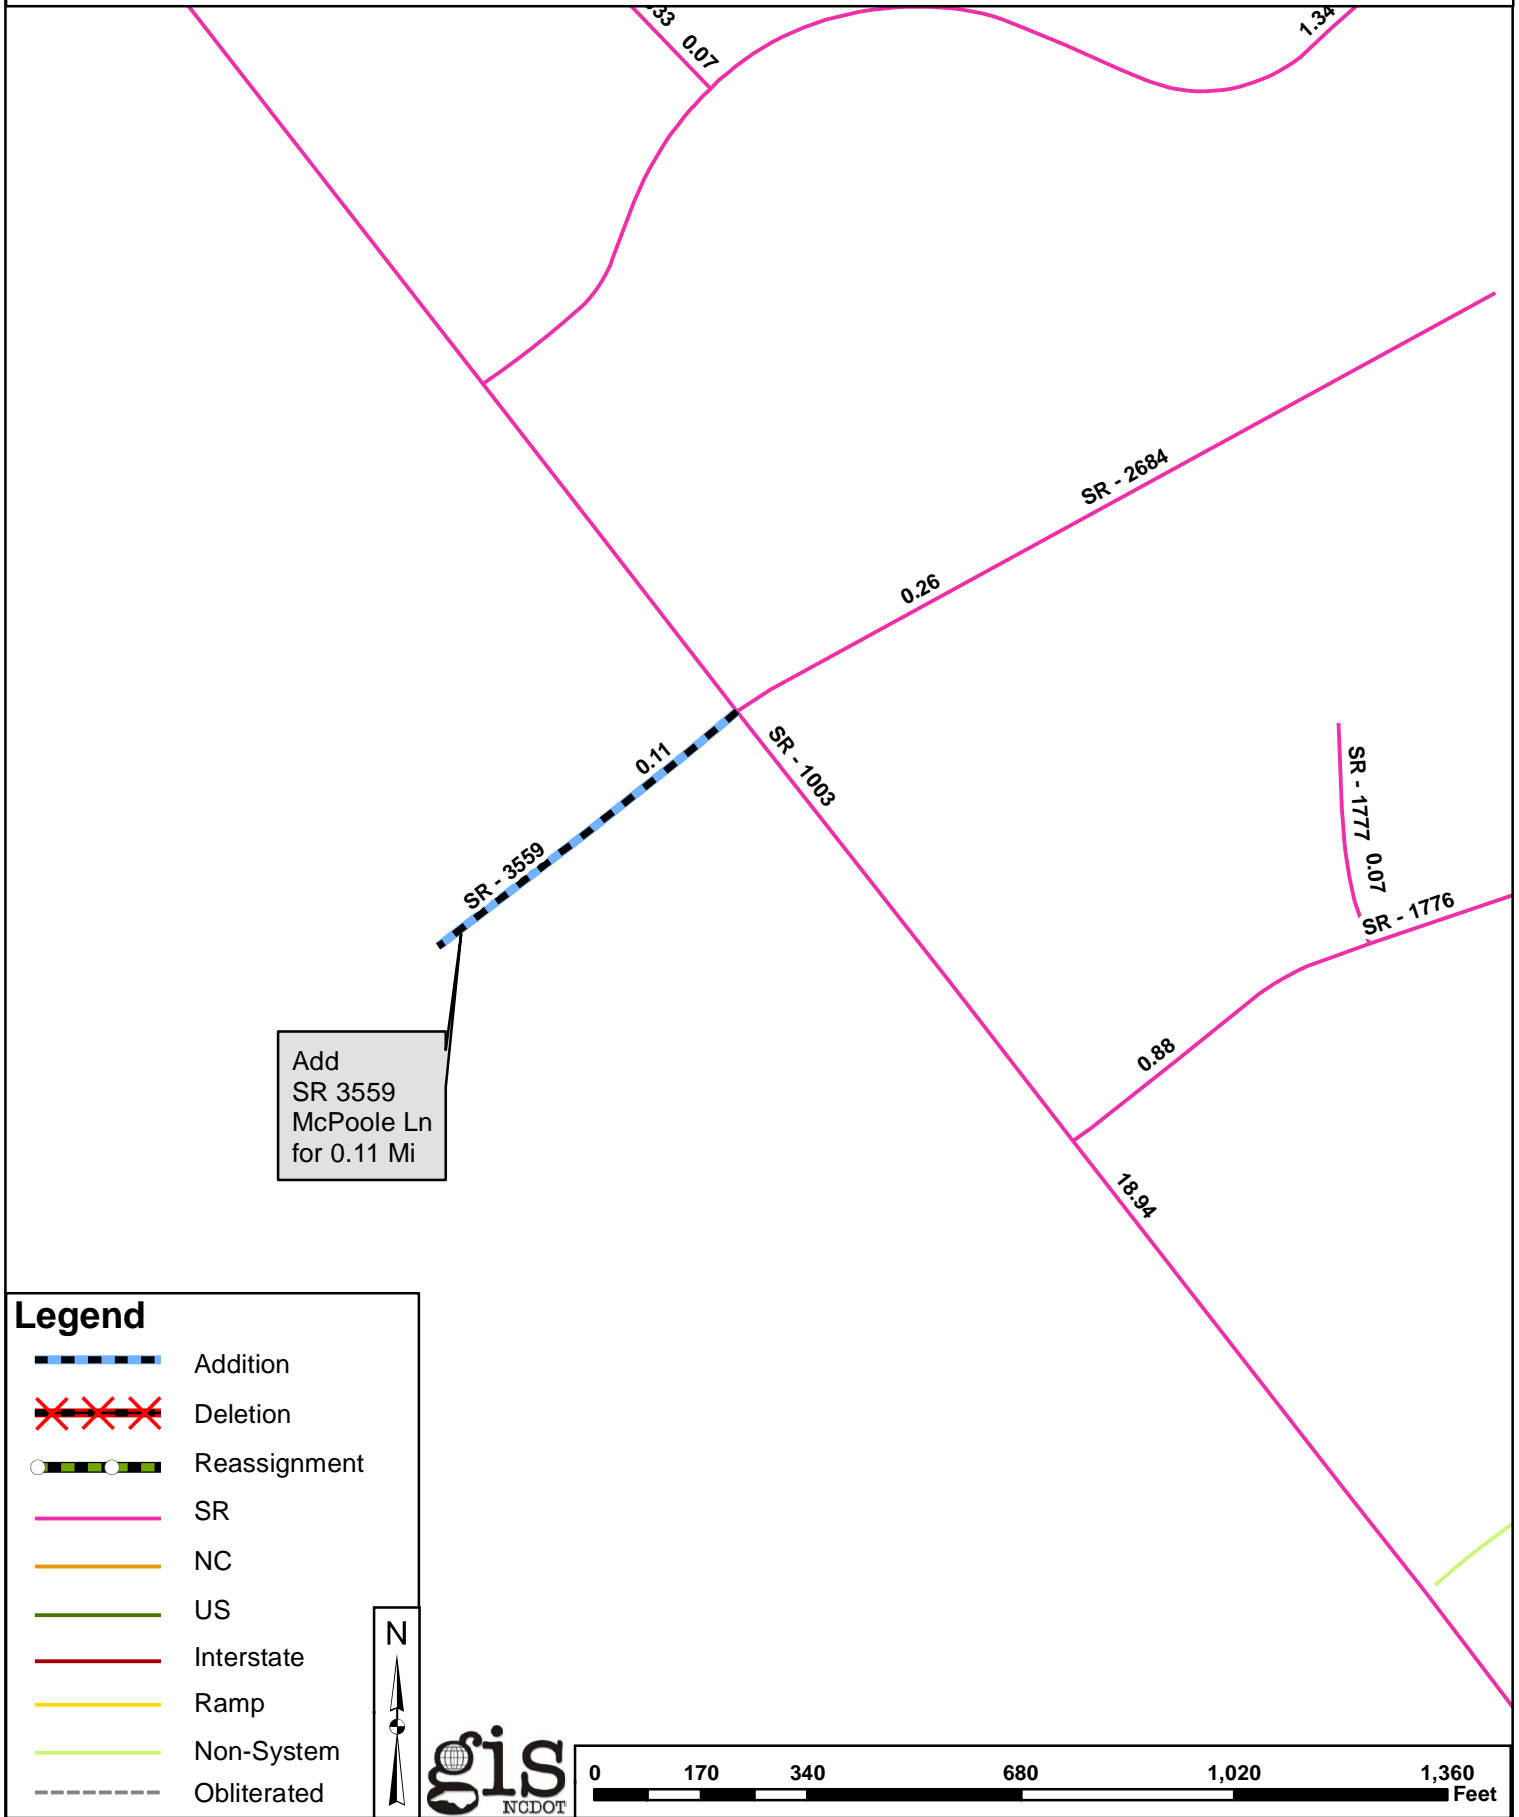 0.07
1.34
SR - 2684
0.26
0.11
SR - 1003
SR - 3559
SR - 1777 0.07
SR - 1776
0.88
18.94
Add
SR 3559
McPoole Ln
for 0.11 Mi
Legend
Addition
Deletion
Reassignment
SR
NC
US
Interstate
Ramp
Non-System
Obliterated
N
gis
NCDOT
0 170 340 680 1,020 1,360
Feet